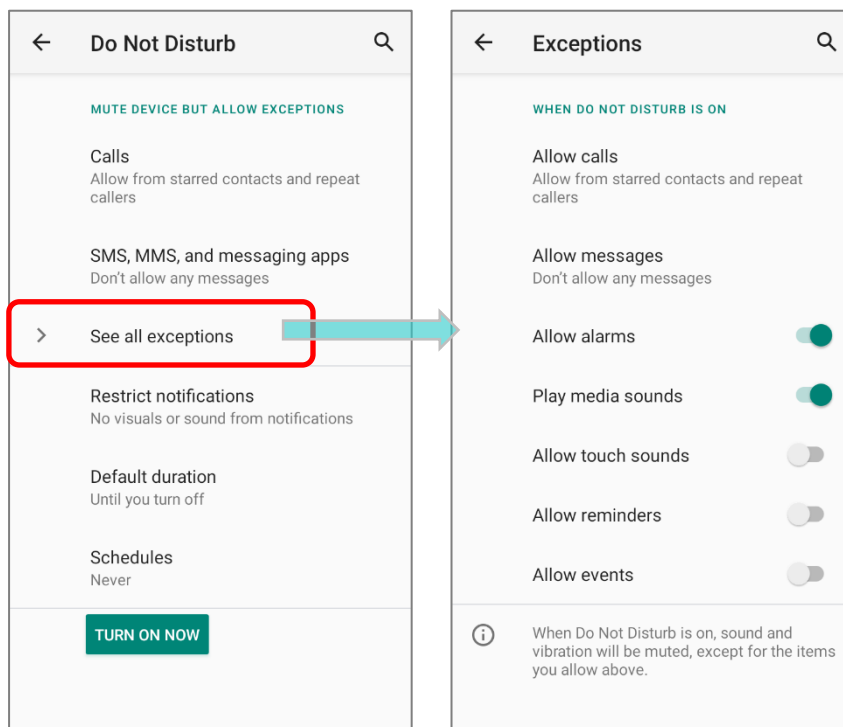 Do Not Disturb
MUTE DEVICE BUT ALLOW EXCEPTIONS
Calls
Allow from starred contacts and repeat
callers
SMS, MMS, and messaging apps
Don't allow any messages
See all exceptions
Restrict notifications
No visuals or sound from notifications
Default duration
Until you turn off
Schedules
Never
TURN ON NOW
Exceptions
WHEN DO NOT DISTURB IS ON
Allow calls
Allow from starred contacts and repeat
callers
Allow messages
Don't allow any messages
Allow alarms
Play media sounds
Allow touch sounds
Allow reminders
Allow events
When Do Not Disturb is on, sound and
vibration will be muted, except for the items
you allow above.